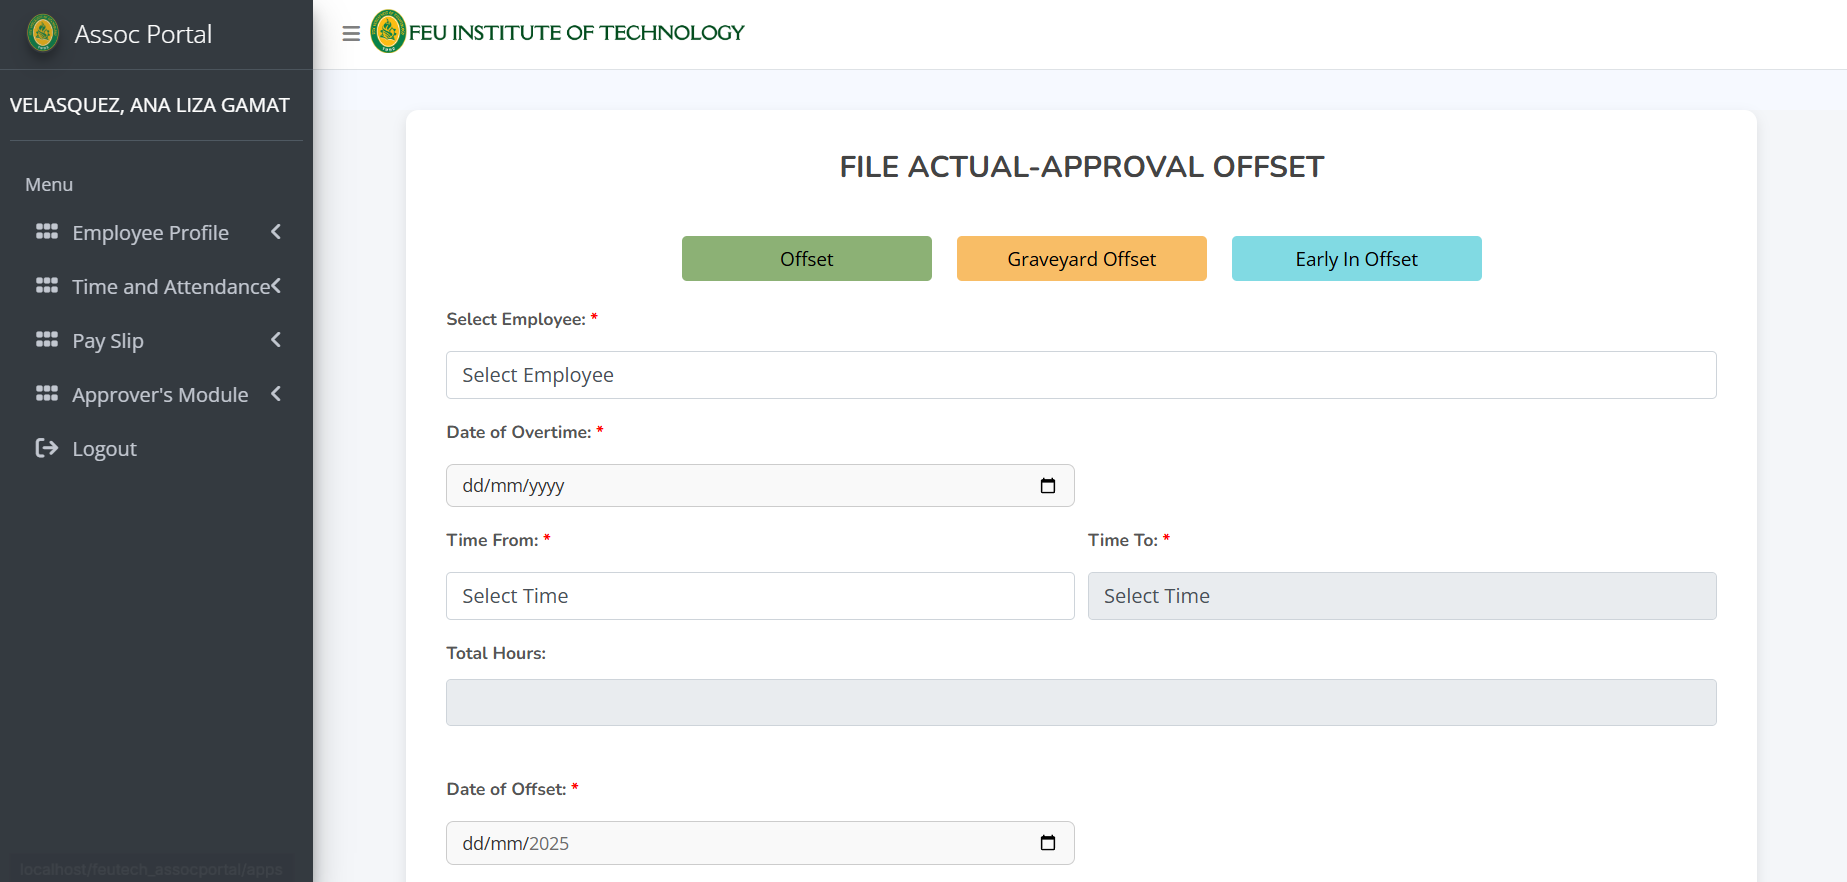 Assoc Portal
FEU INSTITUTE OF TECHNOLOGY
VELASQUEZ, ANA LIZA GAMAT
Menu
Employee Profile
Time and Attendance
Pay Slip
Approver's Module
Logout
localhost/feutech_assocportal/apps
FILE ACTUAL-APPROVAL OFFSET
Offset
Graveyard Offset
Early In Offset
Select Employee: *
Select Employee
Date of Overtime: *
dd/mm/yyyy
Time From: *
Time To: *
Select Time
Select Time
Total Hours:
Date of Offset: *
dd/mm/2025